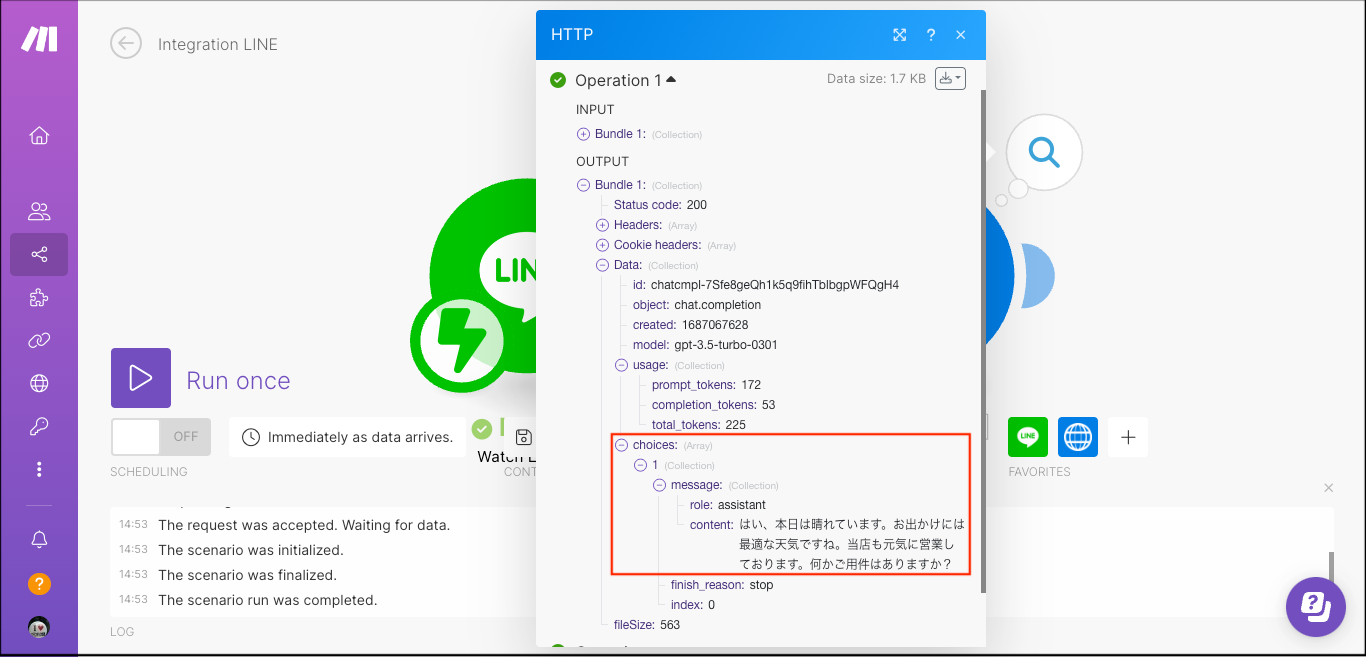 Integration LINE
HTTP
?
Operation 1
Data size: 1.7 KB
INPUT
Bundle 1: (Collection)
OUTPUT
Bundle 1: (Collection)
Status code: 200
Headers: (Array)
Cookie headers: (Array)
Data: (Collection)
id: chatcmpl-7Sfe8geQh1k5q9fihTblbgpWFQgH4
object: chat.completion
created: 1687067628
model: gpt-3.5-turbo-0301
usage: (Collection)
prompt_tokens: 172
completion_tokens: 53
total_tokens: 225
choices: (Array)
1 (Collection)
message: (Collection)
role: assistant
content: はい、本日は晴れています。お出かけには
最適な天気ですね。当店も元気に営業し
ております。何かご用件はありますか？
finish_reason: stop
index: 0
fileSize: 563
LIN
Run once
OFF
Immediately as data arrives.
SCHEDULING
Watch E
CONT
LINE
FAVORITES
14:53 The request was accepted. Waiting for data.
14:53 The scenario was initialized.
14:53 The scenario was finalized.
14:53 The scenario run was completed.
LOG
?
?